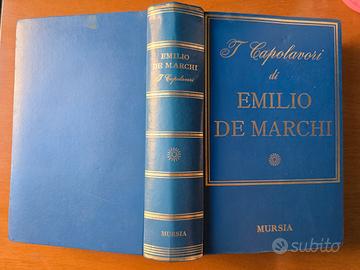 EMILIO
DE MARCHI
I Capolavori
MURSIA
I Capolavori
di
EMILIO
DE MARCHI
MURSIA
subito